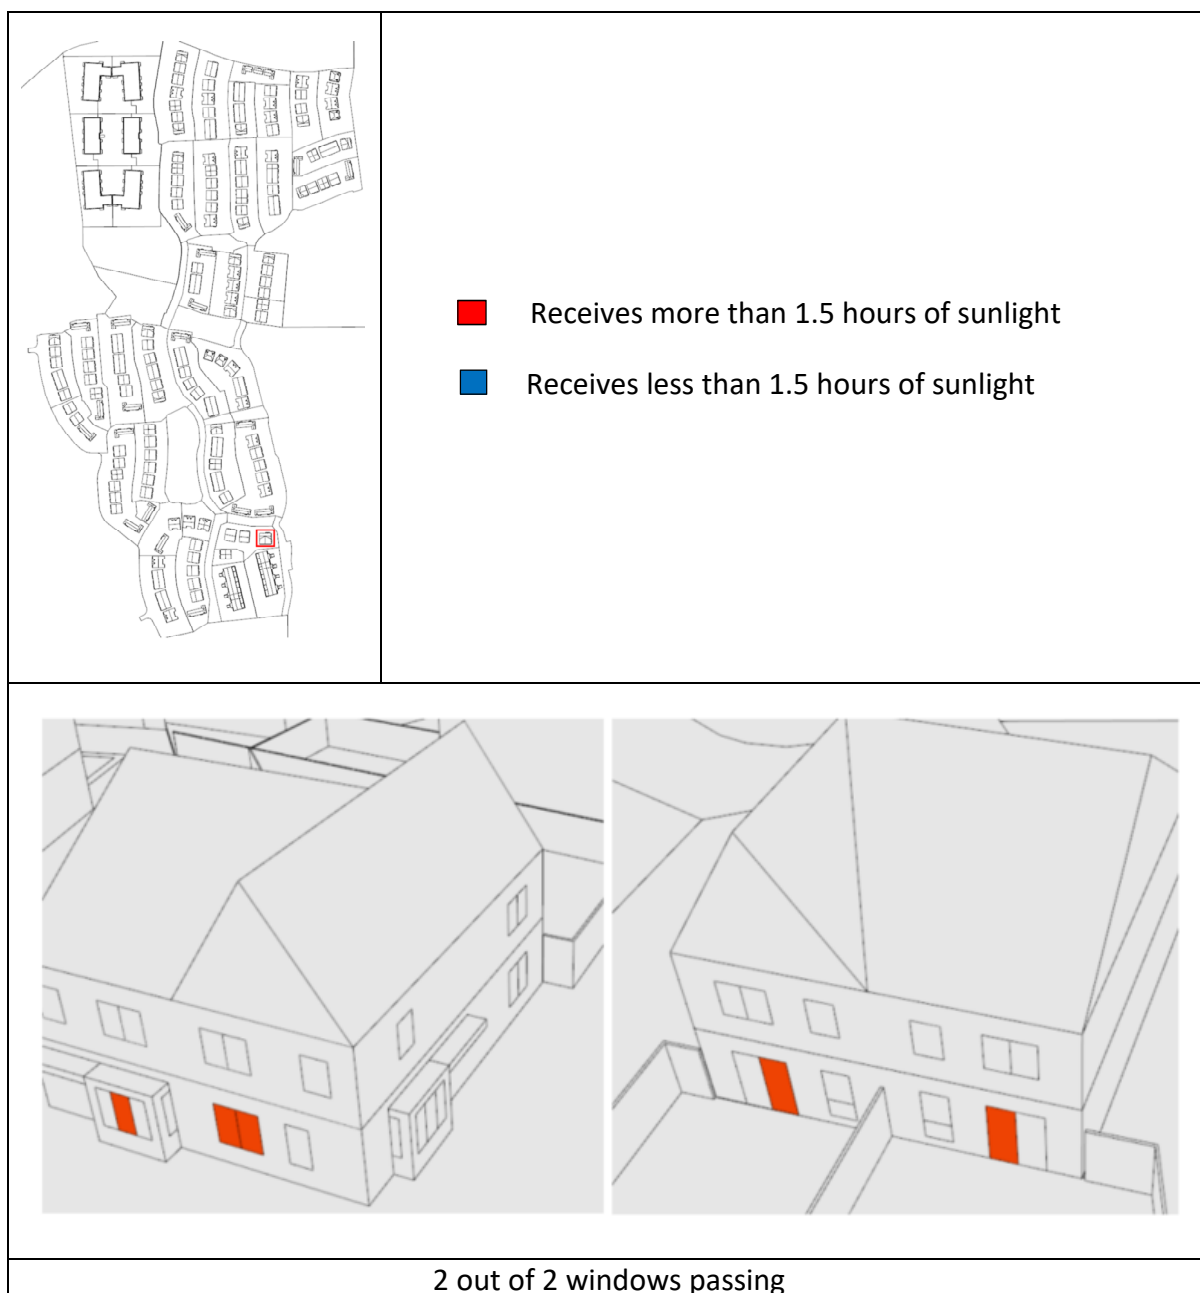 Receives more than 1.5 hours of sunlight
Receives less than 1.5 hours of sunlight
2 out of 2 windows passing